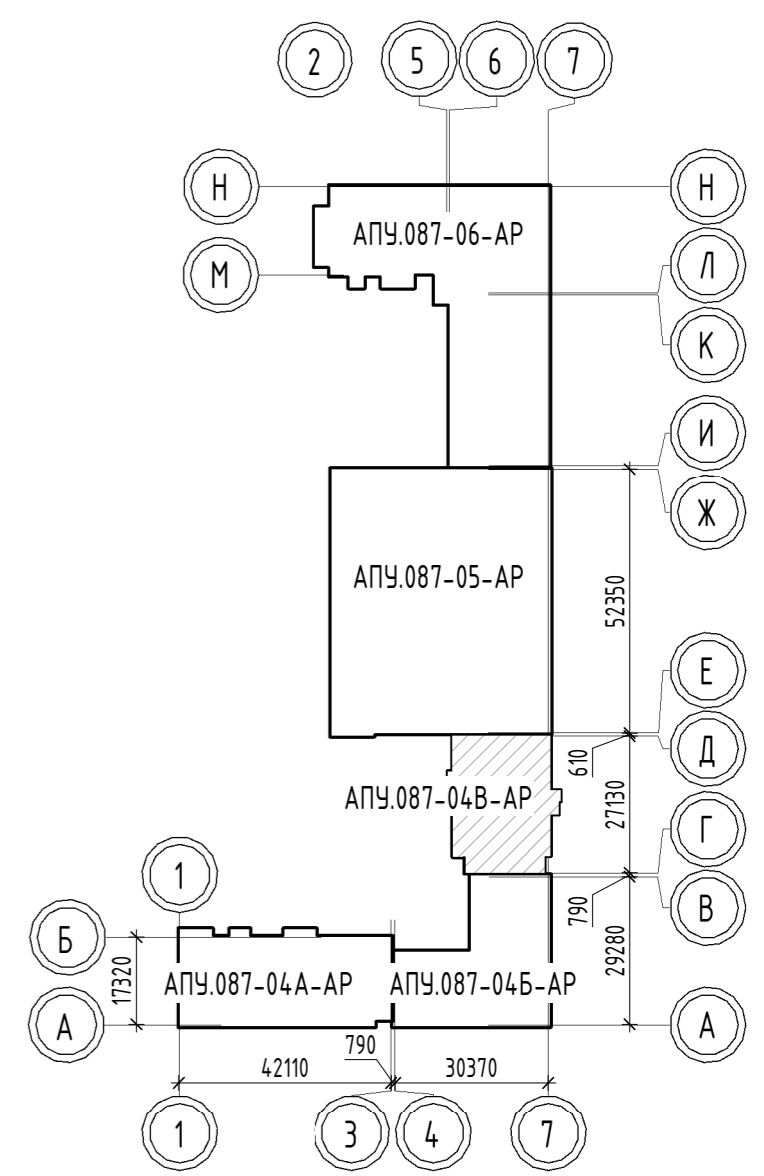 2 5 6 7
Н Н
АПУ.087-06-АР
Л
М
К
И
Ж
АПУ.087-05-АР
52350
Е
Д
610
АПУ.087-04В-АР
27130
Г
1
В
790
Б
29280
17320
АПУ.087-04А-АР АПУ.087-04Б-АР
А А
790
42110 30370
1 3 4 7